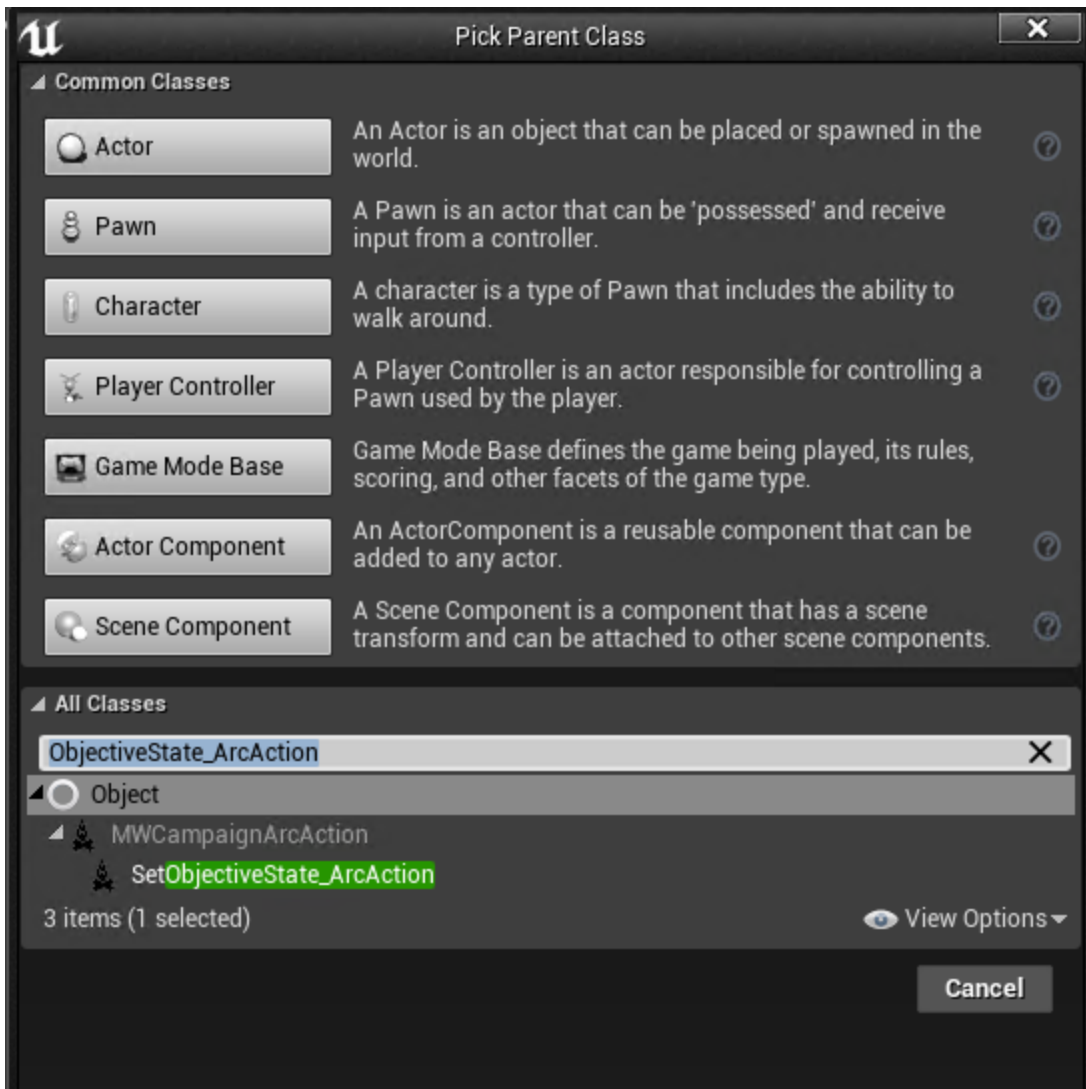 Pick Parent Class
Common Classes
Actor
An Actor is an object that can be placed or spawned in the
world.
Pawn
A Pawn is an actor that can be 'possessed' and receive
input from a controller.
Character
A character is a type of Pawn that includes the ability to
walk around.
Player Controller
A Player Controller is an actor responsible for controlling a
Pawn used by the player.
Game Mode Base
Game Mode Base defines the game being played, its rules,
scoring, and other facets of the game type.
Actor Component
An ActorComponent is a reusable component that can be
added to any actor.
Scene Component
A Scene Component is a component that has a scene
transform and can be attached to other scene components.
All Classes
ObjectiveState_ArcAction
Object
MWCampaignArcAction
SetObjectiveState_ArcAction
3 items (1 selected)
View Options
Cancel